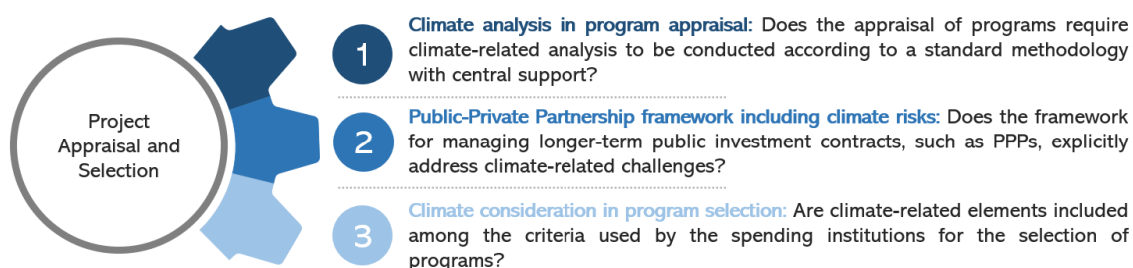 Project
Appraisal and
Selection
1
Climate analysis in program appraisal: Does the appraisal of programs require
climate-related analysis to be conducted according to a standard methodology
with central support?
2
Public-Private Partnership framework including climate risks: Does the framework
for managing longer-term public investment contracts, such as PPPs, explicitly
address climate-related challenges?
3
Climate consideration in program selection: Are climate-related elements included
among the criteria used by the spending institutions for the selection of
programs?